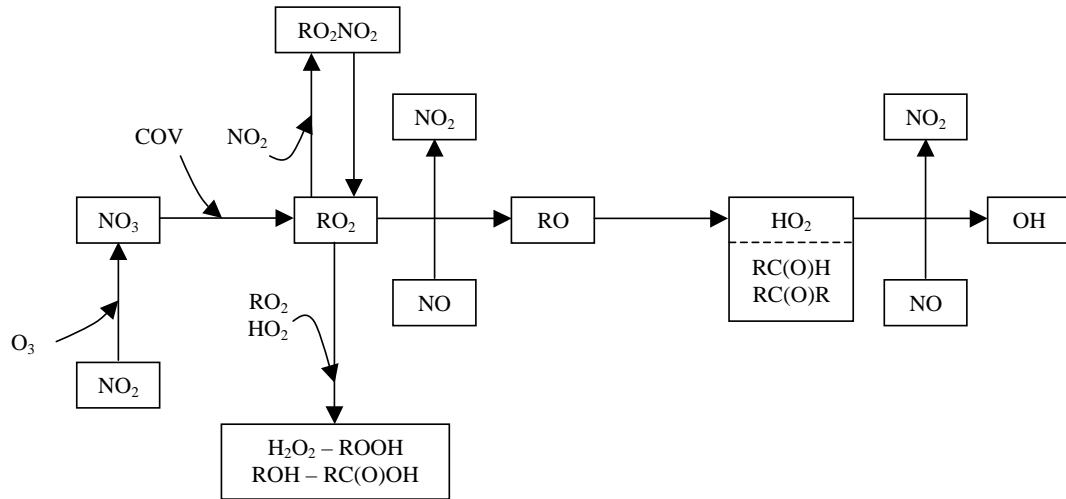 RO₂NO₂
NO₂
NO₂
COV
NO₂
NO₃
RO₂
RO
HO₂
OH
RC(O)H
RC(O)R
RO₂
HO₂
NO
NO
O₃
NO₂
H₂O₂ – ROOH
ROH – RC(O)OH